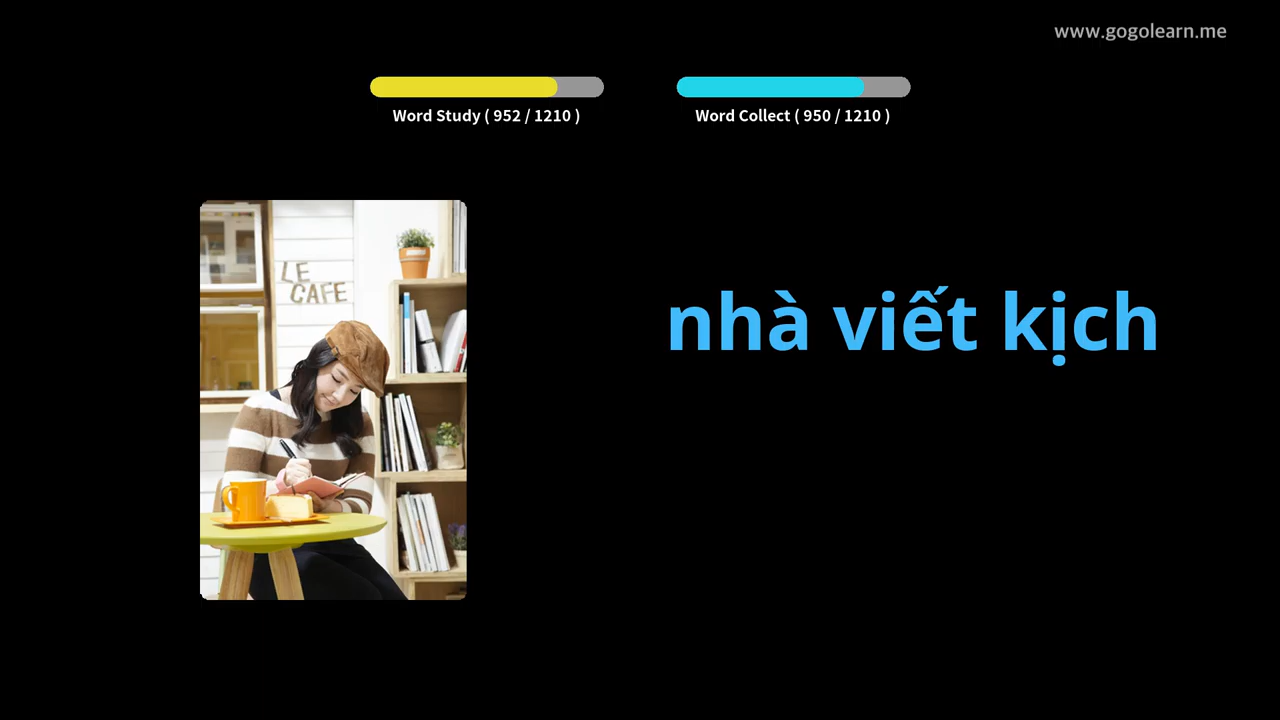 www.gogolearn.me
Word Study ( 952 / 1210 )
Word Collect ( 950 / 1210 )
LE
CAFE
nhà viết kịch